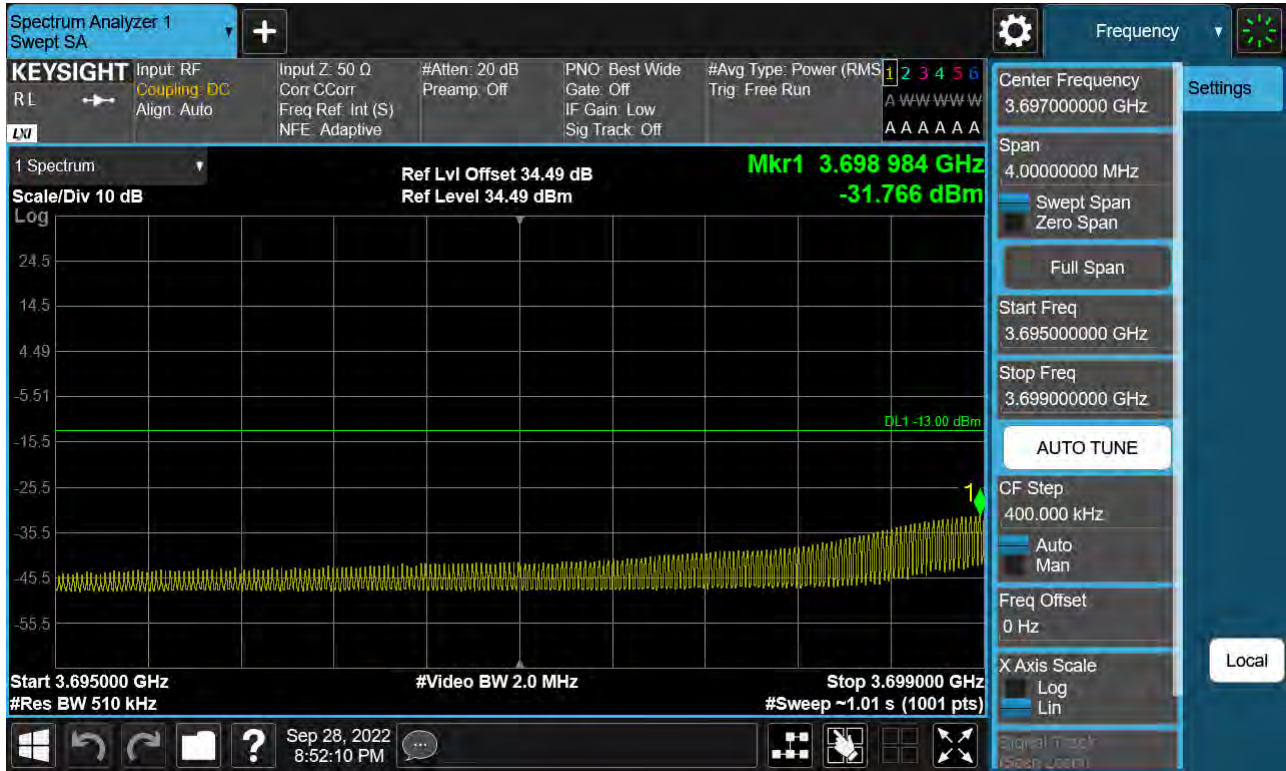 Spectrum Analyzer 1
Swept SA
+
Frequency
KEYSIGHT
RL
LXI
Input: RF
Coupling: DC
Align: Auto
Input Z: 50 Ω
Corr CCorr
Freq Ref: Int (S)
NFE: Adaptive
#Atten: 20 dB
Preamp: Off
PNO: Best Wide
Gate: Off
IF Gain: Low
Sig Track: Off
#Avg Type: Power (RMS
Trig: Free Run
1 2 3 4 5 6
A W W W W W
A A A A A A
1 Spectrum
Scale/Div 10 dB
Ref Lvl Offset 34.49 dB
Ref Level 34.49 dBm
Mkr1 3.698 984 GHz
-31.766 dBm
Log
24.5
14.5
4.49
-5.51
DL1 -13.00 dBm
-15.5
-25.5
1
-35.5
-45.5
-55.5
Start 3.695000 GHz
#Res BW 510 kHz
#Video BW 2.0 MHz
Stop 3.699000 GHz
#Sweep ~1.01 s (1001 pts)
Center Frequency
3.697000000 GHz
Settings
Span
4.00000000 MHz
Swept Span
Zero Span
Full Span
Start Freq
3.695000000 GHz
Stop Freq
3.699000000 GHz
AUTO TUNE
CF Step
400.000 kHz
Auto
Man
Freq Offset
0 Hz
X Axis Scale
Log
Lin
Local
Signal Track
(Span Zoom)
?
Sep 28, 2022
8:52:10 PM